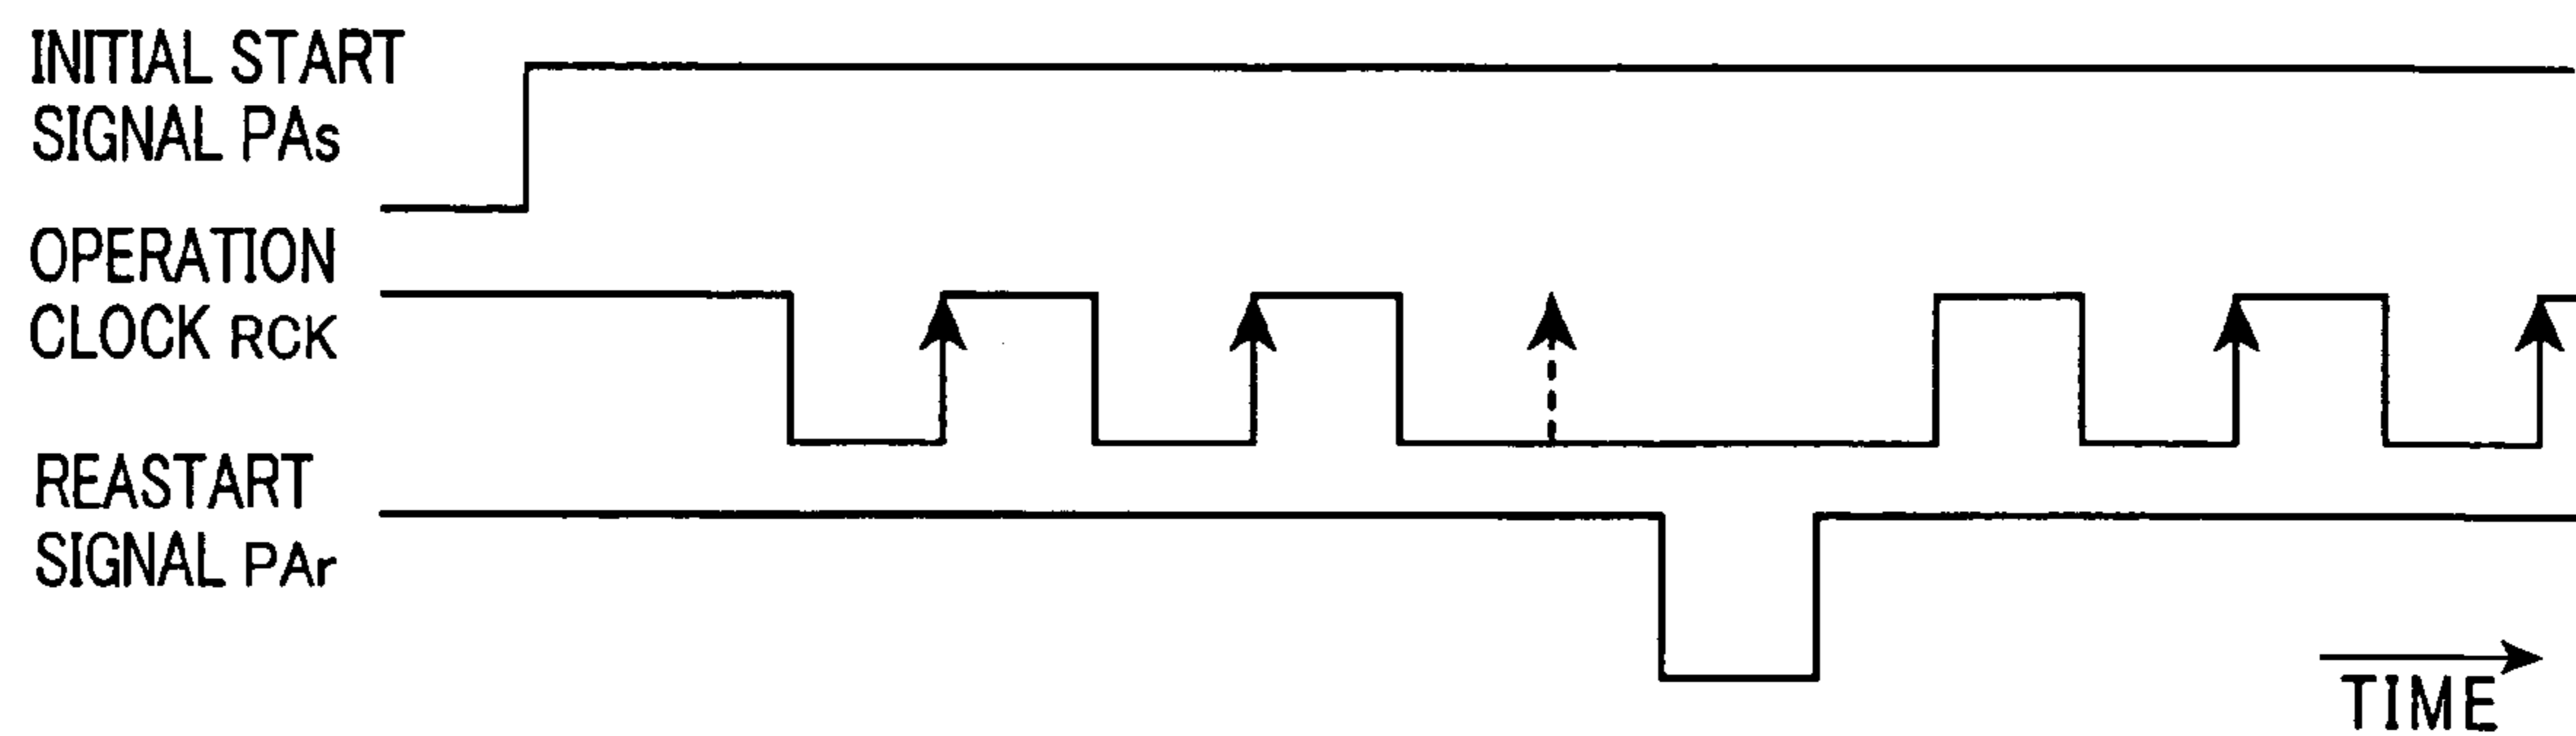 INITIAL START
SIGNAL PAs
OPERATION
CLOCK RCK
REASTART
SIGNAL PAr
TIME